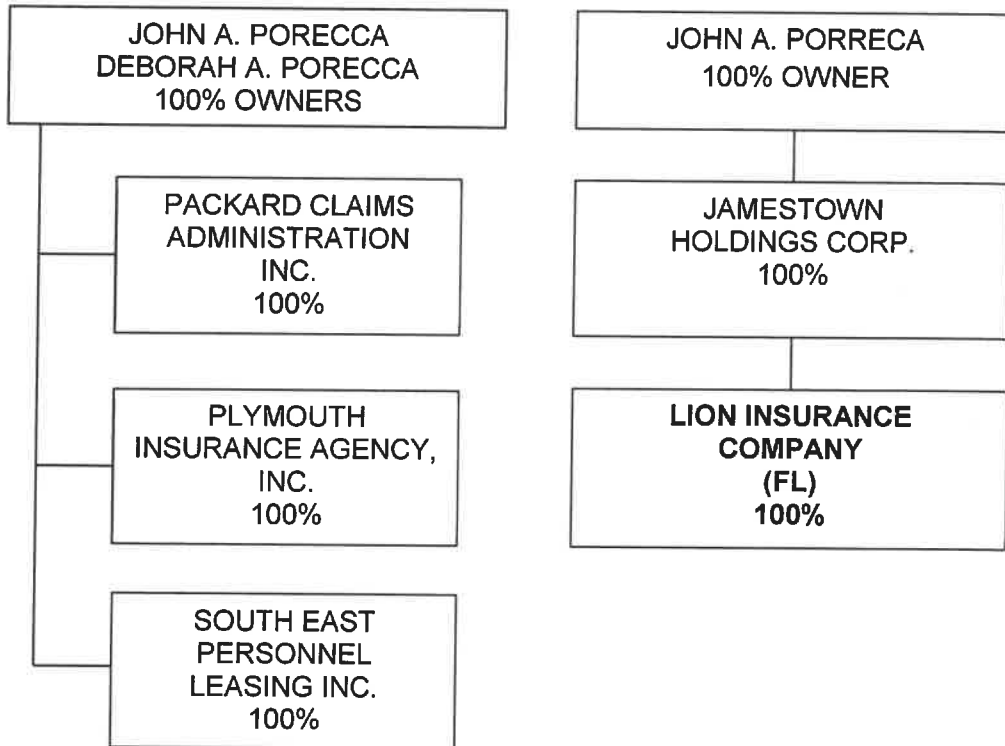 JOHN A. PORECCA
DEBORAH A. PORECCA
100% OWNERS
PACKARD CLAIMS
ADMINISTRATION
INC.
100%
PLYMOUTH
INSURANCE AGENCY,
INC.
100%
SOUTH EAST
PERSONNEL
LEASING INC.
100%
JOHN A. PORRECA
100% OWNER
JAMESTOWN
HOLDINGS CORP.
100%
LION INSURANCE
COMPANY
(FL)
100%